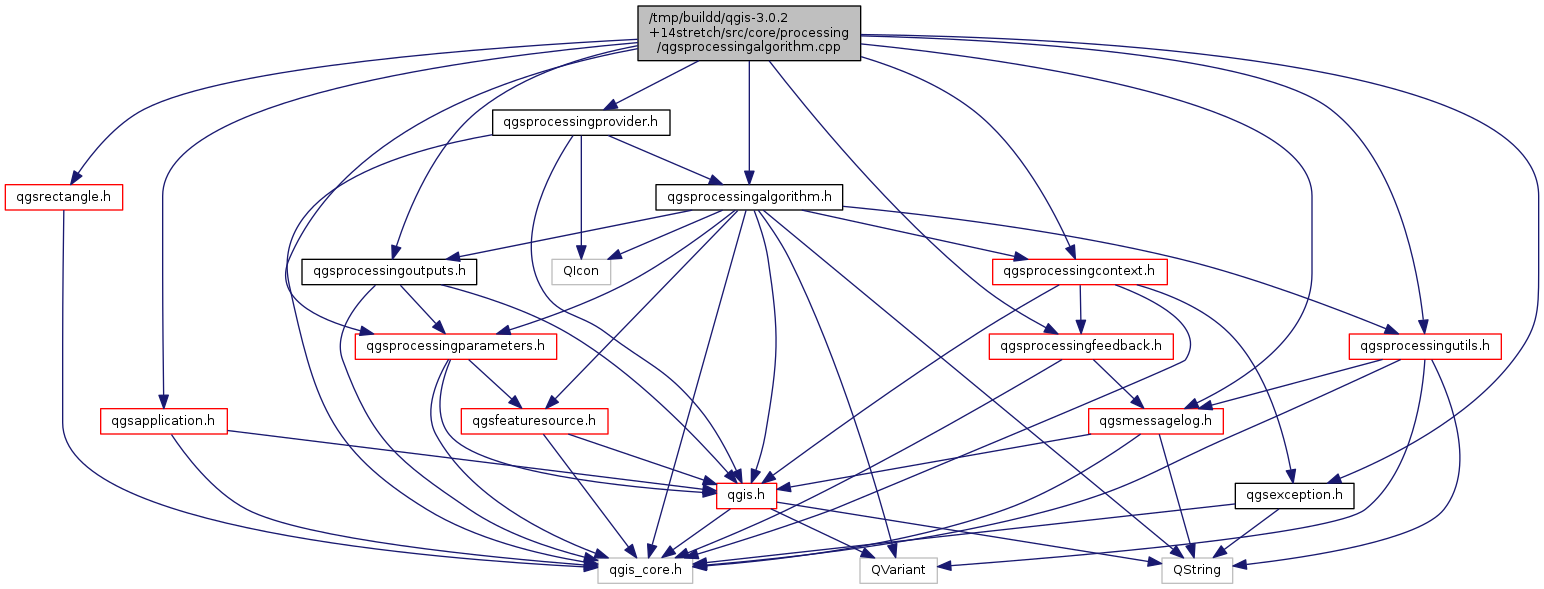 /tmp/buildd/qgis-3.0.2
+14stretch/src/core/processing
/qgsprocessingalgorithm.cpp
qgsprocessingprovider.h
qgsrectangle.h
qgsprocessingalgorithm.h
qgsprocessingoutputs.h
QIcon
qgsprocessingcontext.h
qgsprocessingparameters.h
qgsprocessingfeedback.h
qgsprocessingutils.h
qgsapplication.h
qgsfeaturesource.h
qgsmessagelog.h
qgis.h
qgsexception.h
qgis_core.h
QVariant
QString